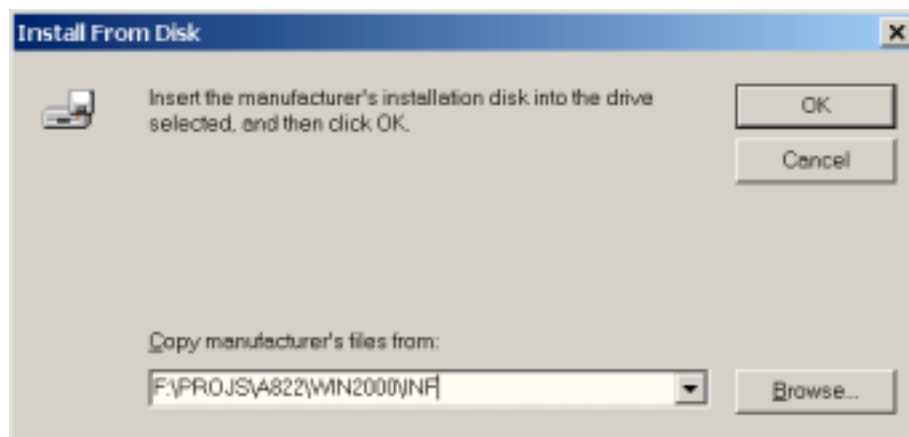 Install From Disk
Insert the manufacturer's installation disk into the drive
selected, and then click OK.
OK
Cancel
Copy manufacturer's files from:
F:\PROJS\A822\WIN2000\INF
Browse...